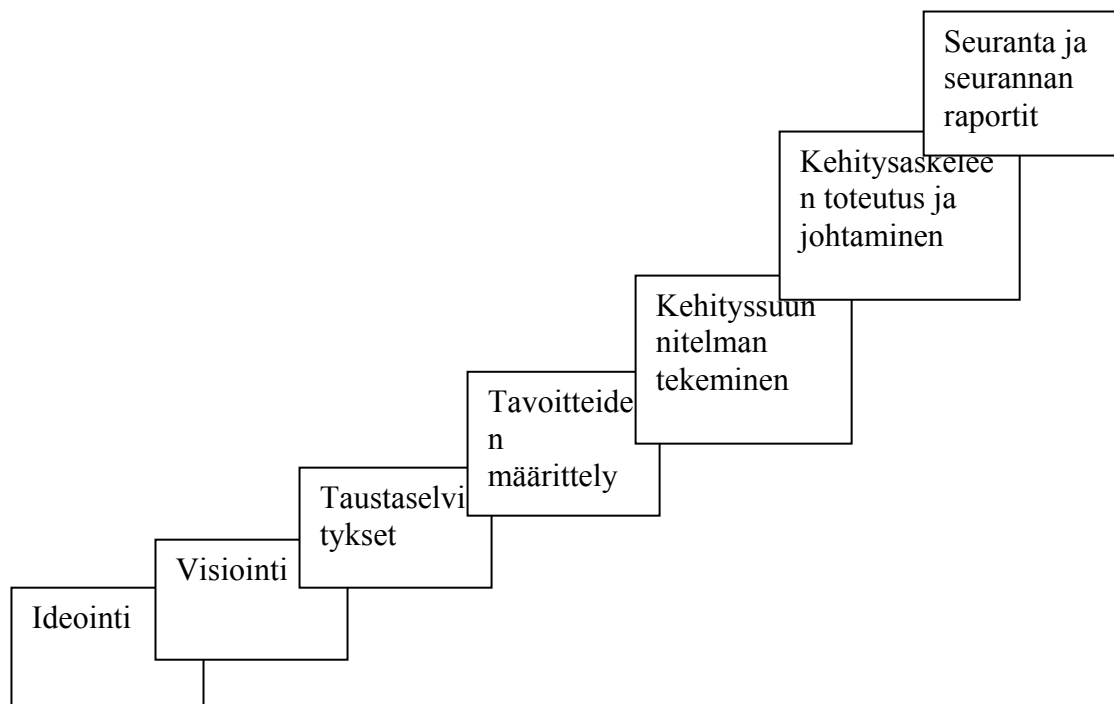 Seuranta ja
seurannan
raportit
Kehitysaskelee
n toteutus ja
johtaminen
Kehityssuun
nitelman
tekeminen
Tavoitteide
n
määrittely
Taustaselvi
tykset
Visiointi
Ideointi